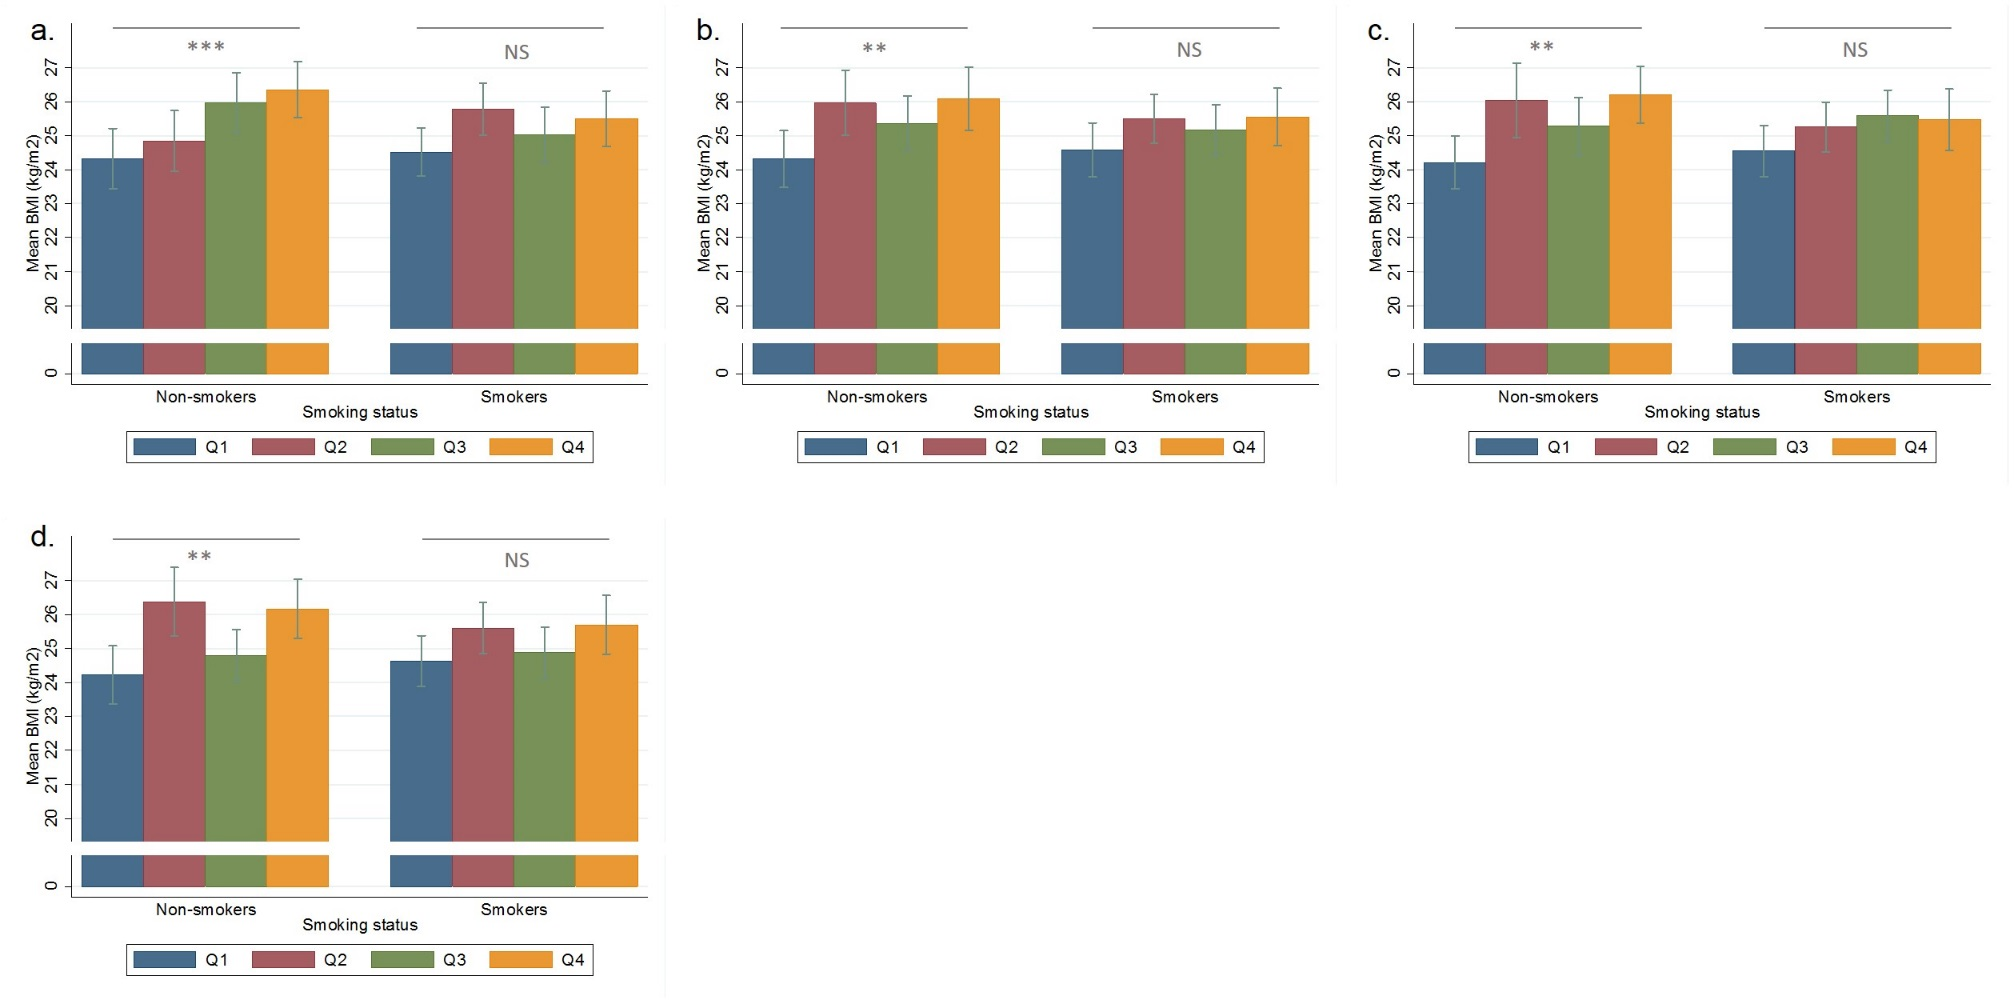 a.
***
NS
27
26
25
24
23
22
21
20
0
Mean BMI (kg/m2)
Non-smokers Smokers
Smoking status
Q1 Q2 Q3 Q4
b.
**
NS
27
26
25
24
23
22
21
20
0
Mean BMI (kg/m2)
Non-smokers Smokers
Smoking status
Q1 Q2 Q3 Q4
c.
**
NS
27
26
25
24
23
22
21
20
0
Mean BMI (kg/m2)
Non-smokers Smokers
Smoking status
Q1 Q2 Q3 Q4
d.
**
NS
27
26
25
24
23
22
21
20
0
Mean BMI (kg/m2)
Non-smokers Smokers
Smoking status
Q1 Q2 Q3 Q4